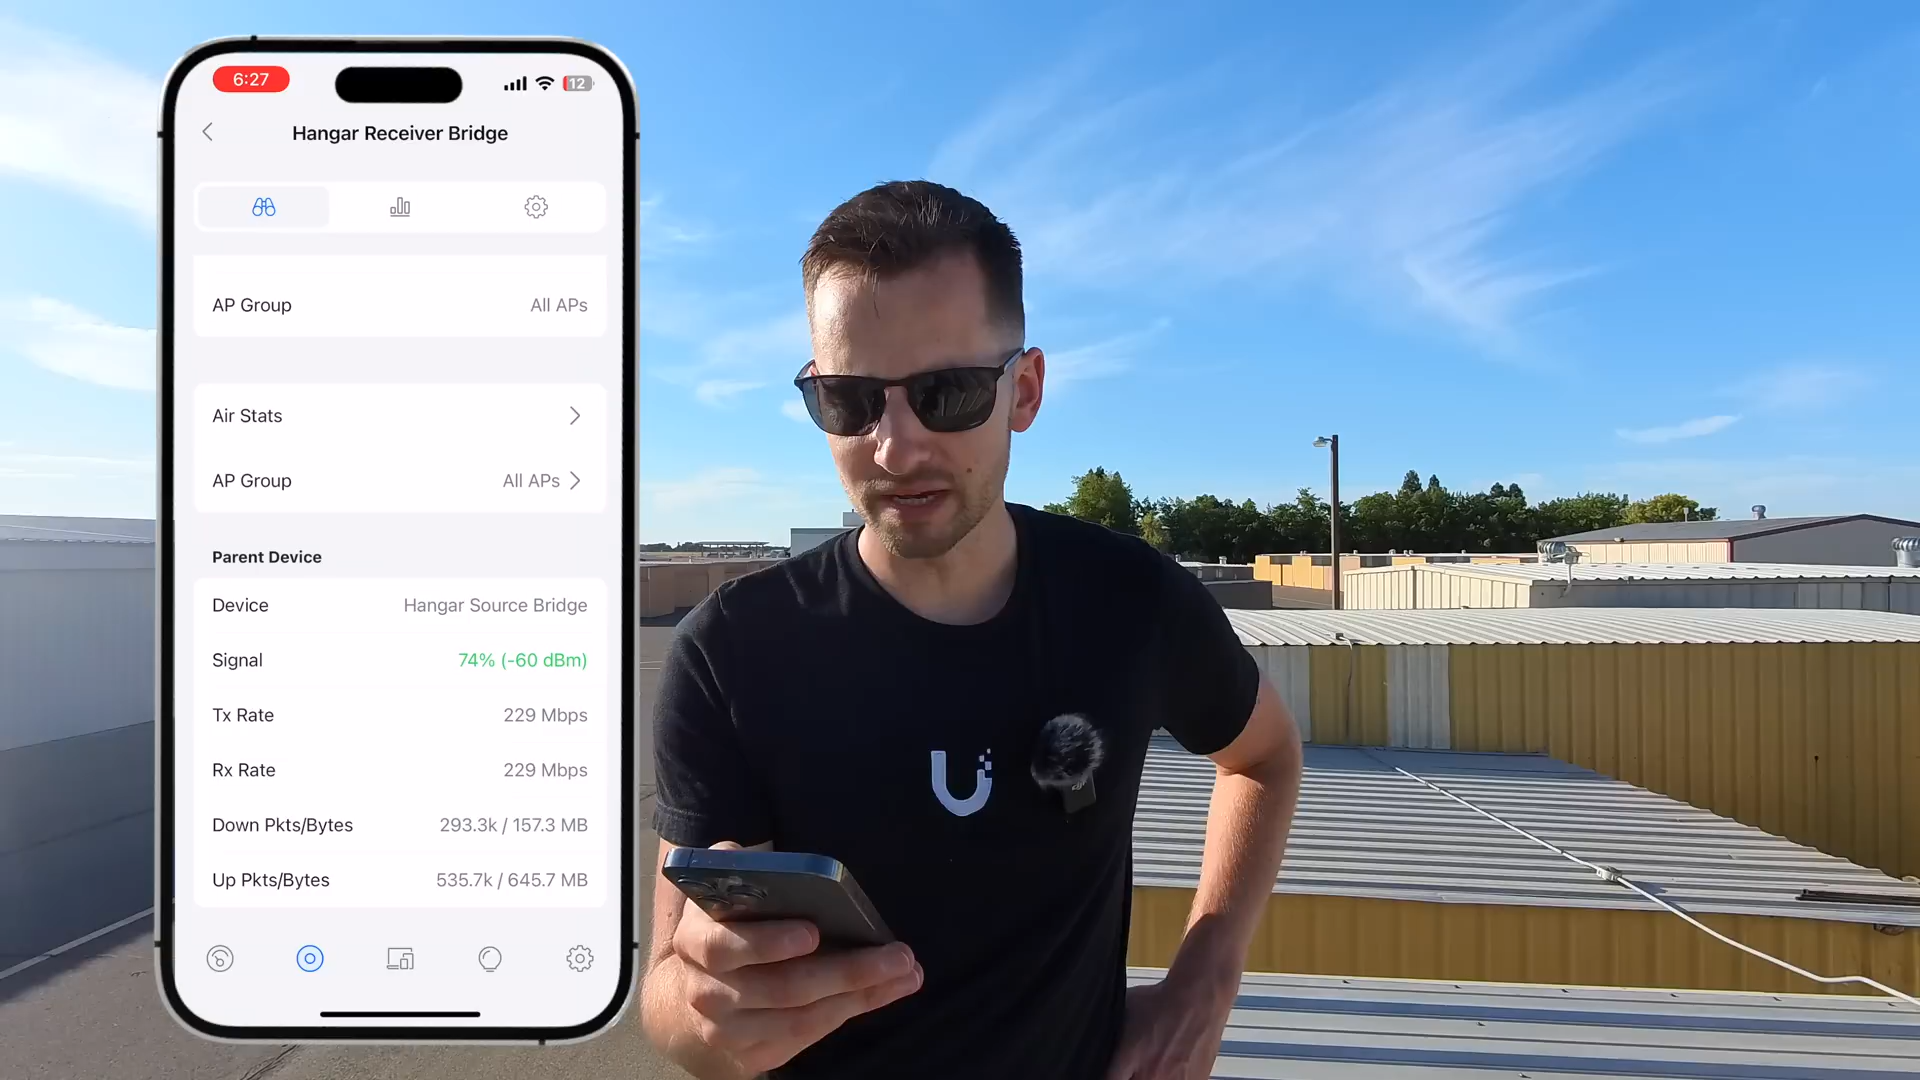 6:27
12
Hangar Receiver Bridge
AP Group All APs
Air Stats
AP Group All APs
Parent Device
Device Hangar Source Bridge
Signal 74% (-60 dBm)
Tx Rate 229 Mbps
Rx Rate 229 Mbps
Down Pkts/Bytes 293.3k / 157.3 MB
Up Pkts/Bytes 535.7k / 645.7 MB
U
dji